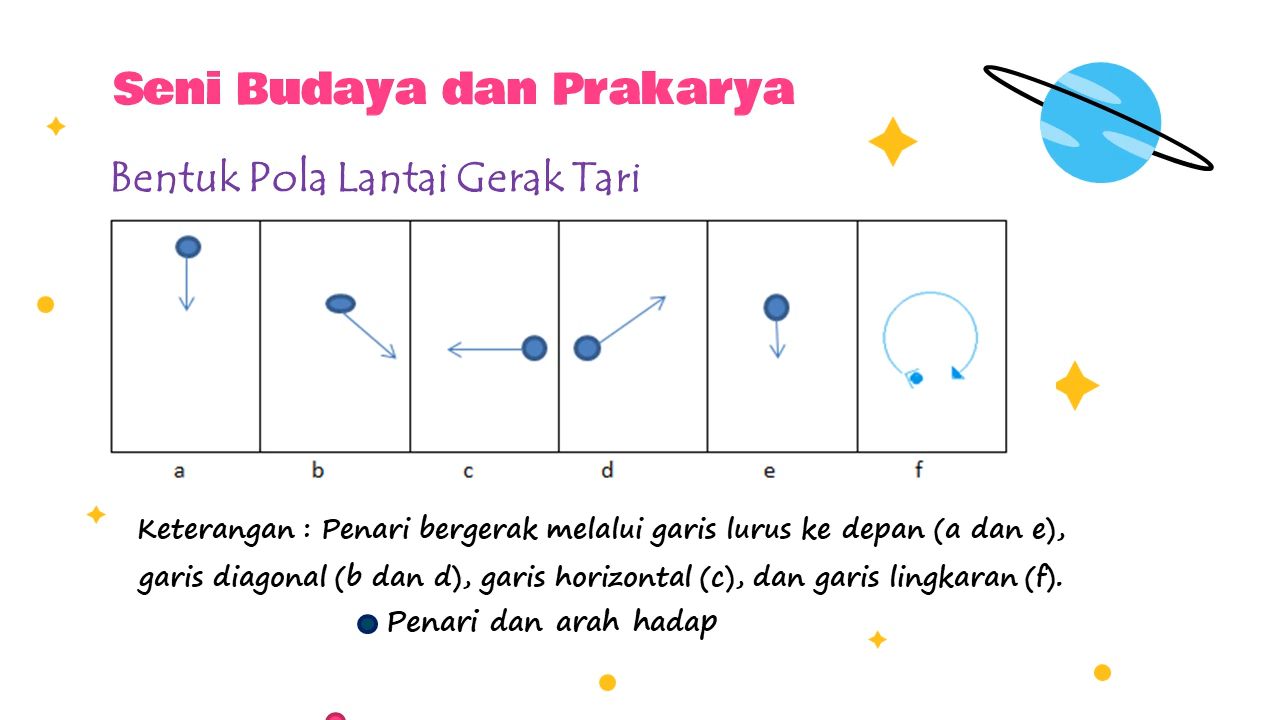 Seni Budaya dan Prakarya
Bentuk Pola Lantai Gerak Tari
a b c d e f
Keterangan : Penari bergerak melalui garis lurus ke depan (a dan e),
garis diagonal (b dan d), garis horizontal (c), dan garis lingkaran (f).
Penari dan arah hadap